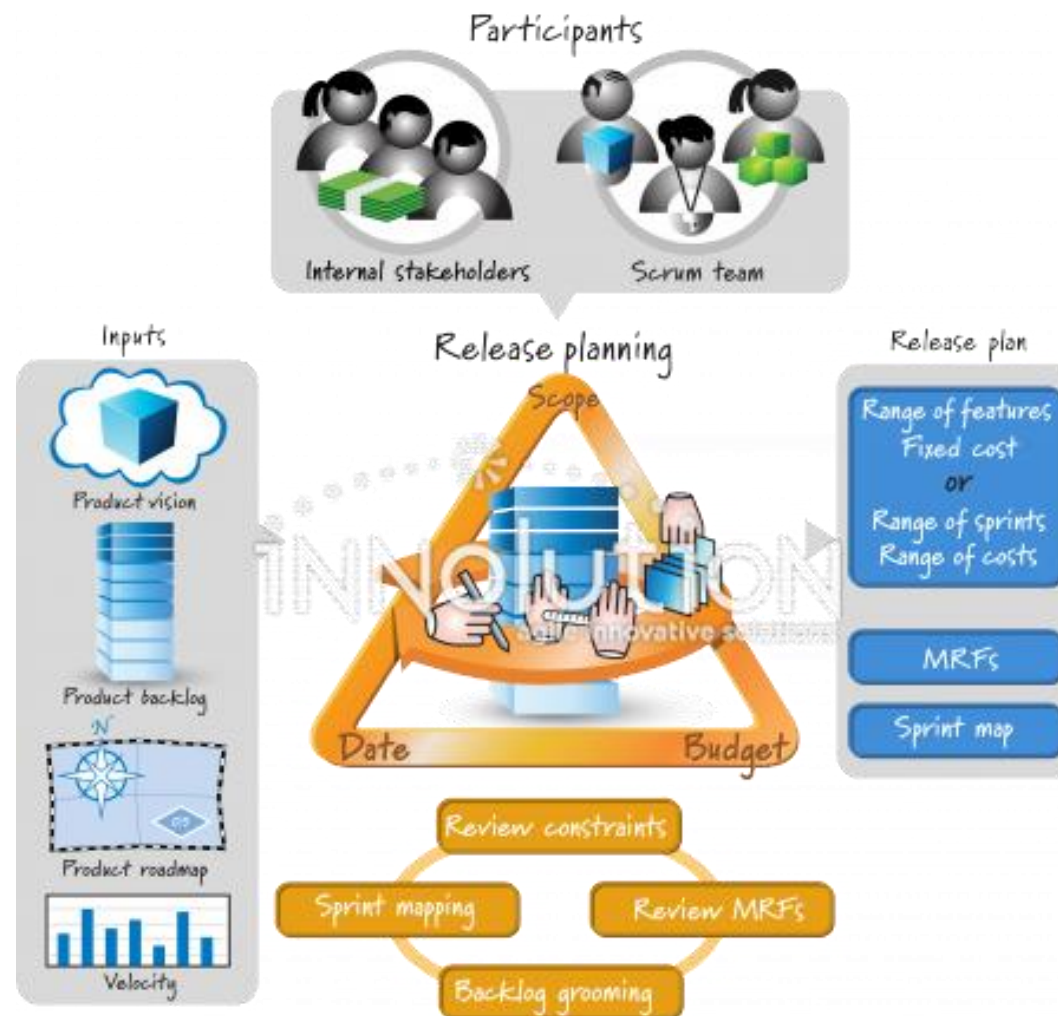 Participants
Internal stakeholders
Scrum team
Inputs
Product vision
Product backlog
N
Product roadmap
Velocity
Release planning
Scope
Date
Budget
INNOLUTION
agile innovative solutions
Review constraints
Sprint mapping
Review MRFs
Backlog grooming
Release plan
Range of features
Fixed cost
or
Range of sprints
Range of costs
MRFs
Sprint map